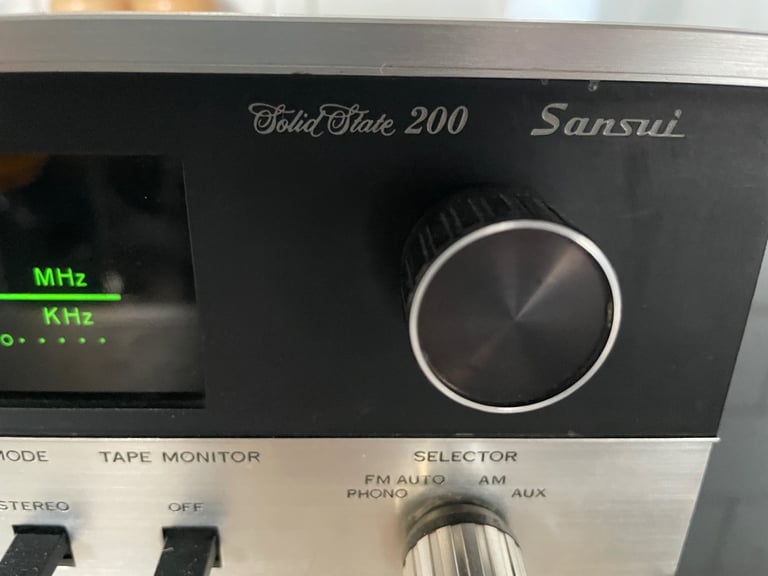 Solid State 200 Sansui
MHz
KHz
MODE TAPE MONITOR SELECTOR
FM AUTO AM
PHONO AUX
STEREO OFF